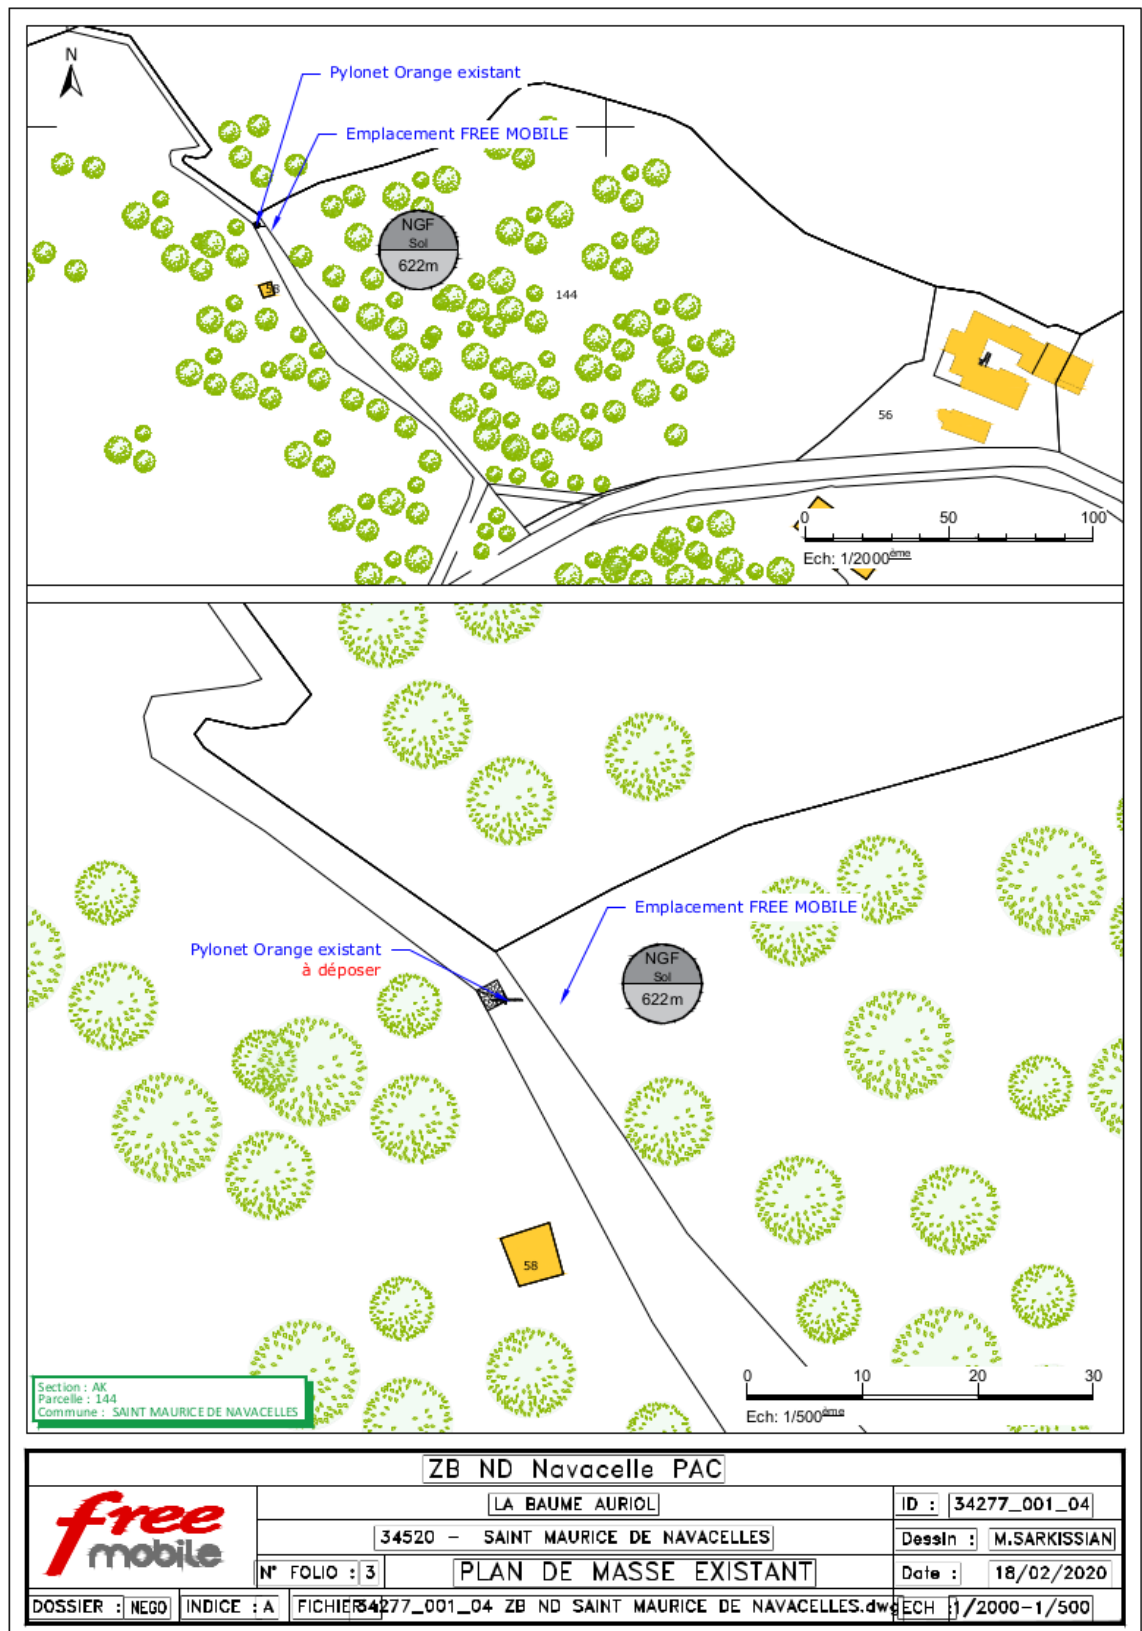 N
Pylonet Orange existant
Emplacement FREE MOBILE
NGF
Sol
622m
58
144
56
0 50 100
Ech: 1/2000ème
Emplacement FREE MOBILE
Pylonet Orange existant
à déposer
NGF
Sol
622m
58
0 10 20 30
Ech: 1/500ème
Section : AK
Parcelle : 144
Commune : SAINT MAURICE DE NAVACELLES
ZB ND Navacelle PAC
free mobile
LA BAUME AURIOL
ID : 34277_001_04
34520 - SAINT MAURICE DE NAVACELLES
Dessin : M.SARKISSIAN
N° FOLIO : 3
PLAN DE MASSE EXISTANT
Date : 18/02/2020
DOSSIER : NEGO
INDICE : A
FICHIER : 34277_001_04 ZB ND SAINT MAURICE DE NAVACELLES.dwg
ECH : 1/2000-1/500